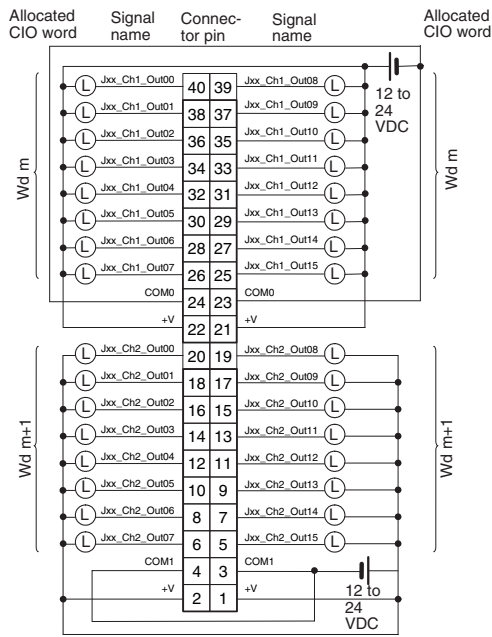 Allocated
CIO word
Signal
name
Connec-
tor pin
Signal
name
Allocated
CIO word
12 to
24
VDC
Wd m
Wd m
L Jxx_Ch1_Out00 40 39 Jxx_Ch1_Out08 L
L Jxx_Ch1_Out01 38 37 Jxx_Ch1_Out09 L
L Jxx_Ch1_Out02 36 35 Jxx_Ch1_Out10 L
L Jxx_Ch1_Out03 34 33 Jxx_Ch1_Out11 L
L Jxx_Ch1_Out04 32 31 Jxx_Ch1_Out12 L
L Jxx_Ch1_Out05 30 29 Jxx_Ch1_Out13 L
L Jxx_Ch1_Out06 28 27 Jxx_Ch1_Out14 L
L Jxx_Ch1_Out07 26 25 Jxx_Ch1_Out15 L
COM0 24 23 COM0
+V 22 21 +V
Wd m+1
Wd m+1
L Jxx_Ch2_Out00 20 19 Jxx_Ch2_Out08 L
L Jxx_Ch2_Out01 18 17 Jxx_Ch2_Out09 L
L Jxx_Ch2_Out02 16 15 Jxx_Ch2_Out10 L
L Jxx_Ch2_Out03 14 13 Jxx_Ch2_Out11 L
L Jxx_Ch2_Out04 12 11 Jxx_Ch2_Out12 L
L Jxx_Ch2_Out05 10 9 Jxx_Ch2_Out13 L
L Jxx_Ch2_Out06 8 7 Jxx_Ch2_Out14 L
L Jxx_Ch2_Out07 6 5 Jxx_Ch2_Out15 L
COM1 4 3 COM1
+V 2 1 +V
12 to
24
VDC